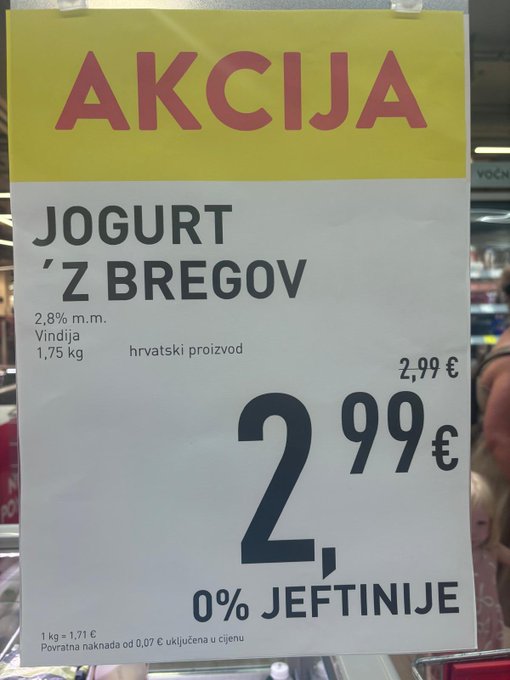 AKCIJA
JOGURT
´Z BREGOV
2,8% m.m.
Vindija
1,75 kg hrvatski proizvod
2,99 €
2,99€
0% JEFTINIJE
1 kg = 1,71 €
Povratna naknada od 0,07 € uključena u cijenu